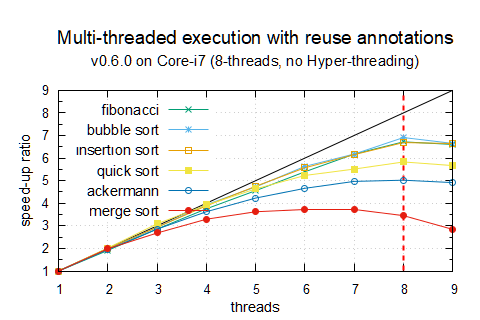 Multi-threaded execution with reuse annotations
v0.6.0 on Core-i7 (8-threads, no Hyper-threading)
9
8
7
6
5
4
3
2
1
speed-up ratio
fibonacci
bubble sort
insertion sort
quick sort
ackermann
merge sort
1 2 3 4 5 6 7 8 9
threads